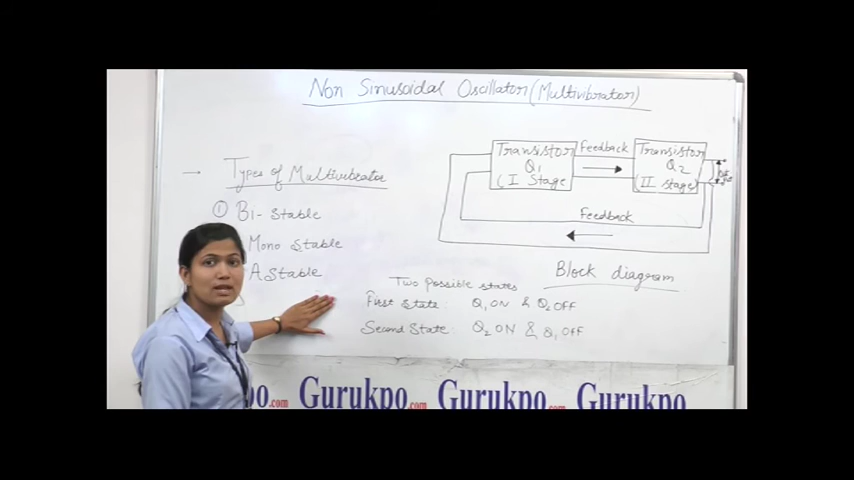 Non Sinusoidal Oscillator (Multivibrator)
→ Types of Multivibrator
① Bi-Stable
Mono Stable
A Stable
Transistor
Q1
(I Stage)
Feedback
Transistor
Q2
(II stage)
Feedback
Block diagram
Two possible states
First State: Q1 ON & Q2 OFF
Second State: Q2 ON & Q1 OFF
Gurukpo.com
Gurukpo.com
Gurukpo